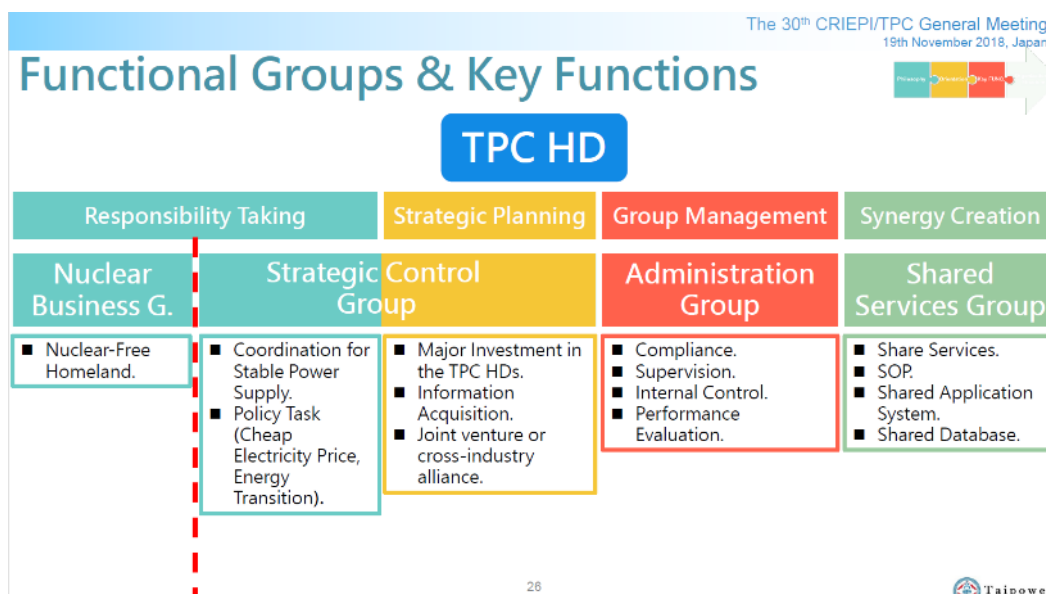 The 30th CRIEPI/TPC General Meeting
19th November 2018, Japan
Functional Groups & Key Functions
Key FUNC
TPC HD
Responsibility Taking
Strategic Planning
Group Management
Synergy Creation
Nuclear
Business G.
Strategic Control
Group
Administration
Group
Shared
Services Group
■ Nuclear-Free
Homeland.
■ Coordination for
Stable Power
Supply.
■ Policy Task
(Cheap
Electricity Price,
Energy
Transition).
■ Major Investment in
the TPC HDs.
■ Information
Acquisition.
■ Joint venture or
cross-industry
alliance.
■ Compliance.
■ Supervision.
■ Internal Control.
■ Performance
Evaluation.
■ Share Services.
■ SOP.
■ Shared Application
System.
■ Shared Database.
26
Taipowe